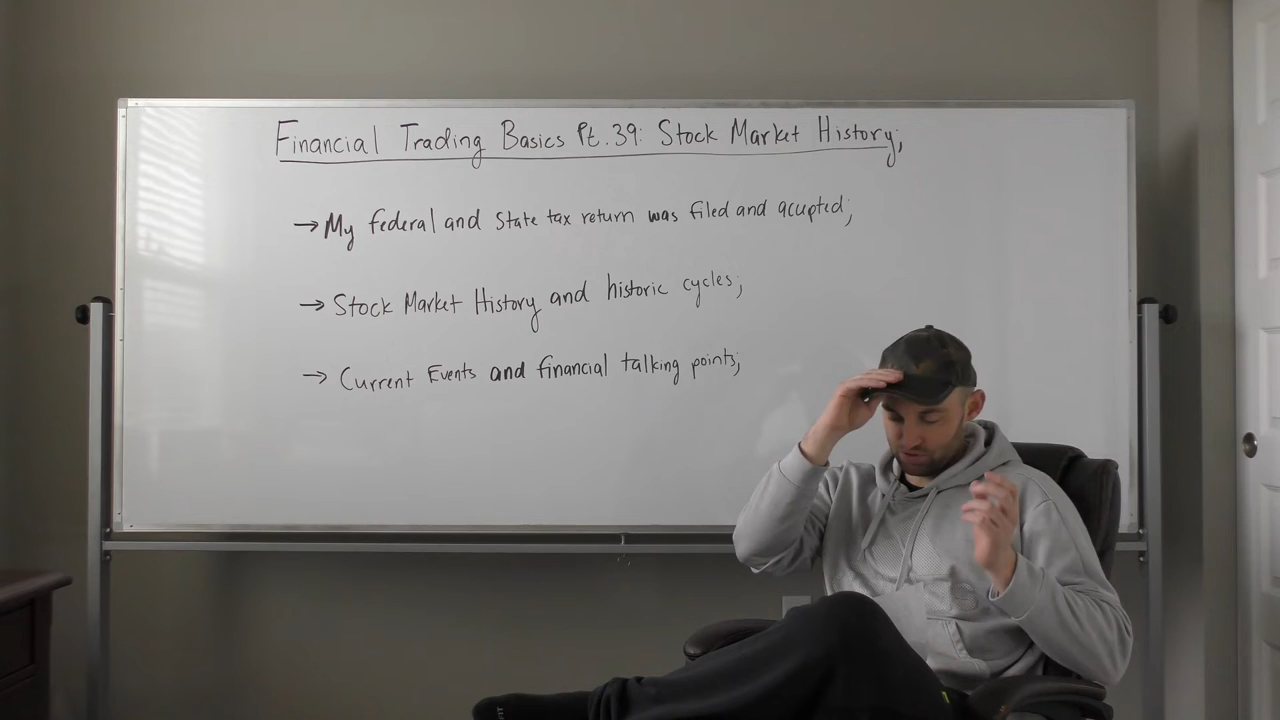 Financial Trading Basics Pt. 39: Stock Market History;
→ My federal and State tax return was filed and acupted;
→ Stock Market History and historic cycles;
→ Current Events and financial talking points;